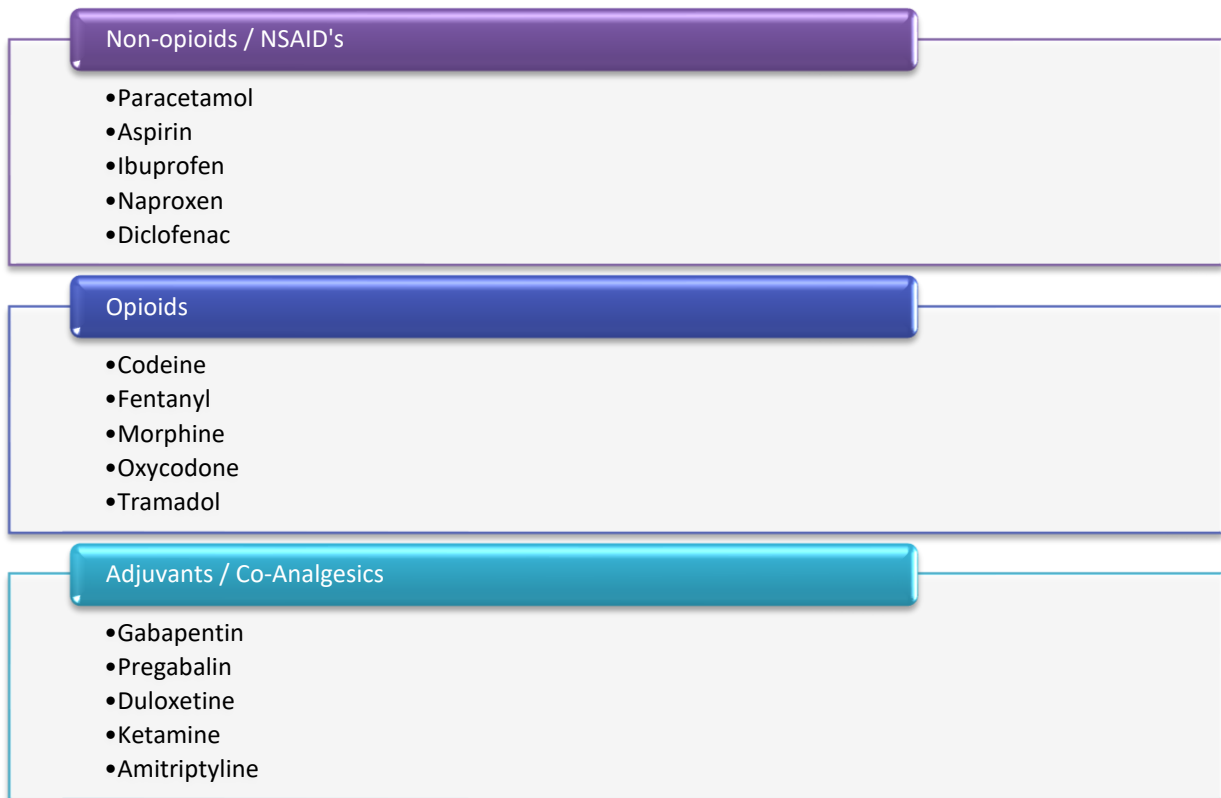 Non-opioids / NSAID's
•Paracetamol
•Aspirin
•Ibuprofen
•Naproxen
•Diclofenac
Opioids
•Codeine
•Fentanyl
•Morphine
•Oxycodone
•Tramadol
Adjuvants / Co-Analgesics
•Gabapentin
•Pregabalin
•Duloxetine
•Ketamine
•Amitriptyline